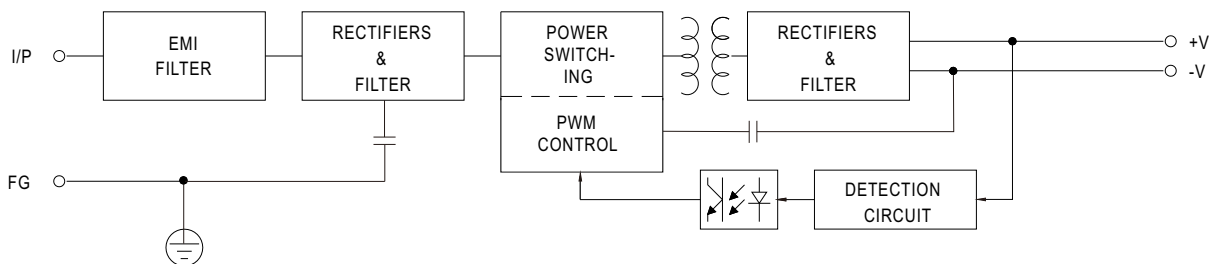 I/P
EMI
FILTER
RECTIFIERS
&
FILTER
POWER
SWITCH-
ING
PWM
CONTROL
RECTIFIERS
&
FILTER
+V
-V
FG
DETECTION
CIRCUIT